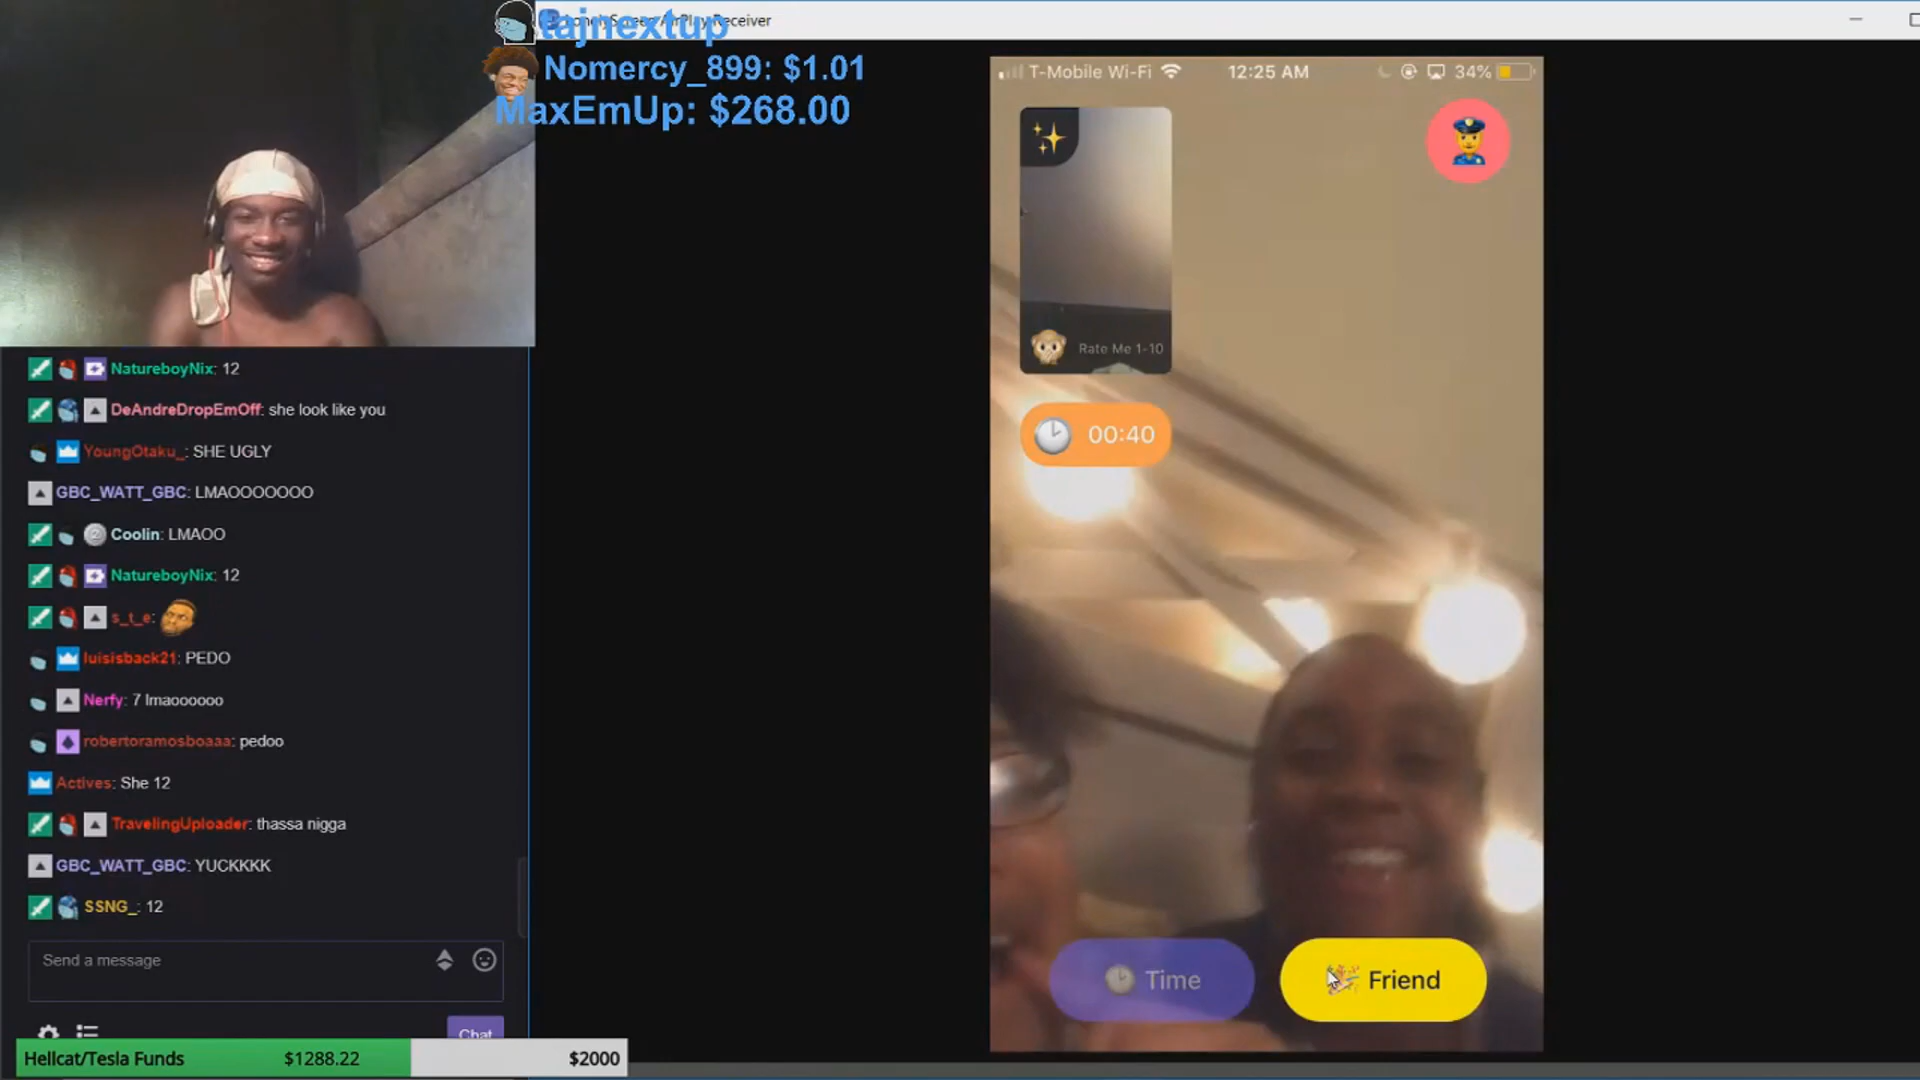 tajnextup
LonelyScreen AirPlay Receiver
Nomercy_899: $1.01
MaxEmUp: $268.00
T-Mobile Wi-Fi
12:25 AM
34%
Rate Me 1-10
00:40
NatureboyNix: 12
DeAndreDropEmOff: she look like you
YoungOtaku_: SHE UGLY
GBC_WATT_GBC: LMAOOOOOOO
Coolin: LMAOO
NatureboyNix: 12
s_t_e:
luisisback21: PEDO
Nerfy: 7 lmaoooooo
robertoramosboaaa: pedoo
Actives: She 12
TravelingUploader: thassa nigga
GBC_WATT_GBC: YUCKKKK
SSNG_: 12
Send a message
Chat
Time
Friend
Hellcat/Tesla Funds
$1288.22
$2000